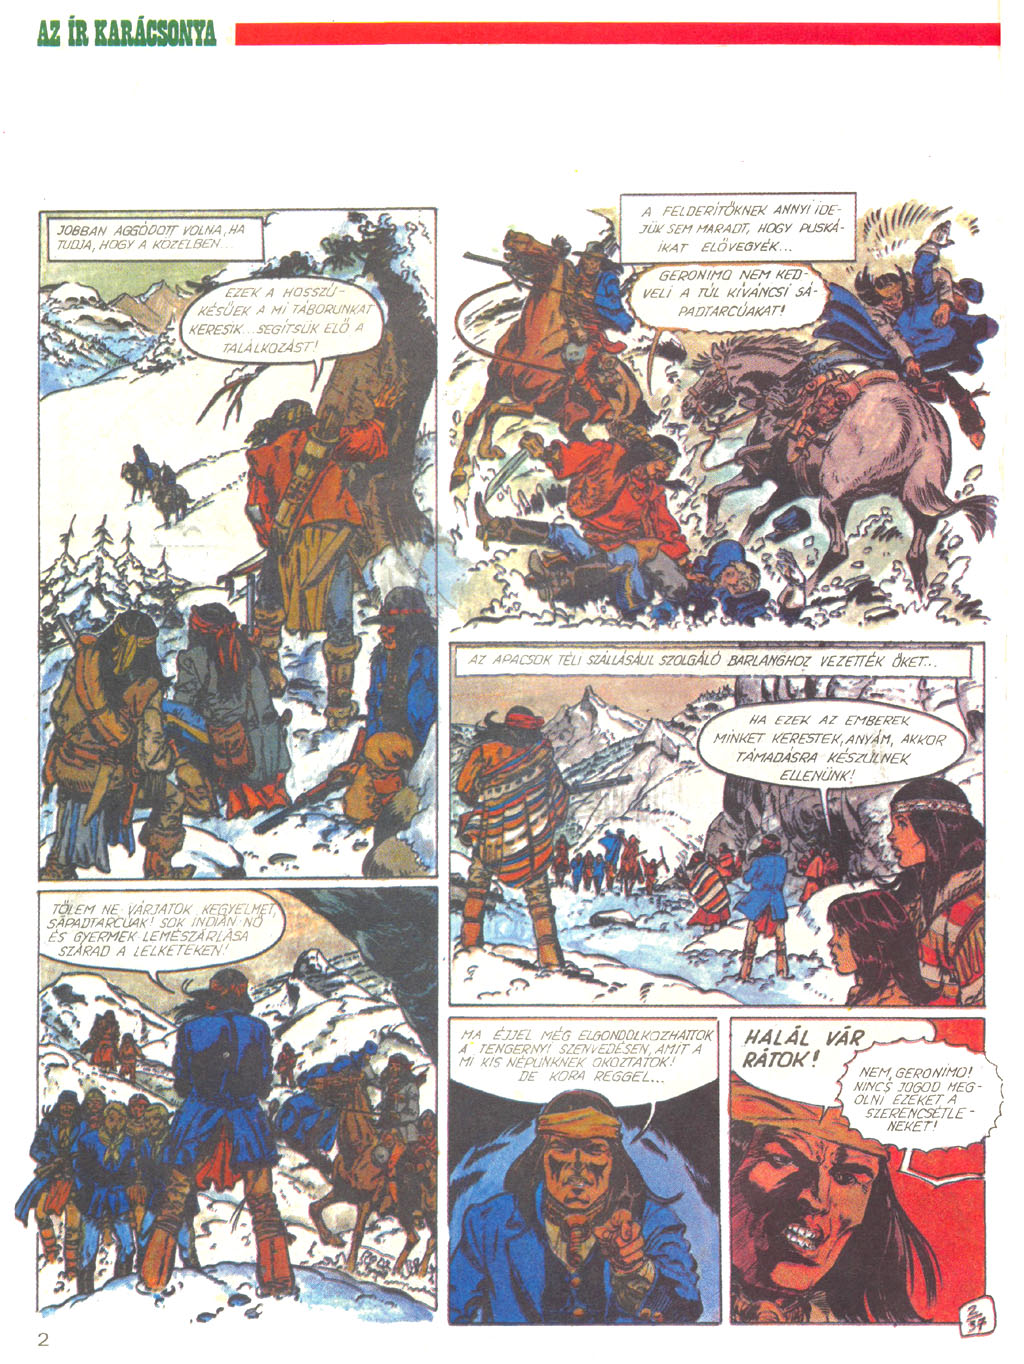 AZ ÍR KARÁCSONYA
JOBBAN AGGÓDOTT VOLNA, HA
TUDJA, HOGY A KÖZELBEN...
EZEK A HOSSZÚ-
KÉSŰEK A MI TÁBORUNKAT
KERESIK... SEGÍTSÜK ELŐ A
TALÁLKOZÁST!
A FELDERÍTŐKNEK ANNYI IDE-
JÜK SEM MARADT, HOGY PUSKÁ-
IKAT ELŐVEGYÉK...
GERONIMO NEM KED-
VELI A TÚL KÍVÁNCSI SÁ-
PADTARCÚAKAT!
AZ APACSOK TÉLI SZÁLLÁSÁUL SZOLGÁLÓ BARLANGHOZ VEZETTÉK ŐKET...
HA EZEK AZ EMBEREK
MINKET KERESTEK, ANYÁM, AKKOR
TÁMADÁSRA KÉSZÜLNEK
ELLENÜNK!
TŐLEM NE VÁRJATOK KEGYELMET,
SÁPADTARCÚAK! SOK INDIÁN NŐ
ÉS GYERMEK LEMÉSZÁRLÁSA
SZÁRAD A LELKETEKEN!
MA ÉJJEL MÉG ELGONDOLKOZHATTOK
A TENGERNYI SZENVEDÉSEN, AMIT A
MI KIS NÉPÜNKNEK OKOZTATOK!
DE KORA REGGEL...
HALÁL VÁR
RÁTOK!
NEM, GERONIMO!
NINCS JOGOD MEG-
ÖLNI EZEKET A
SZERENCSÉTLE-
NEKET!
2
37
2